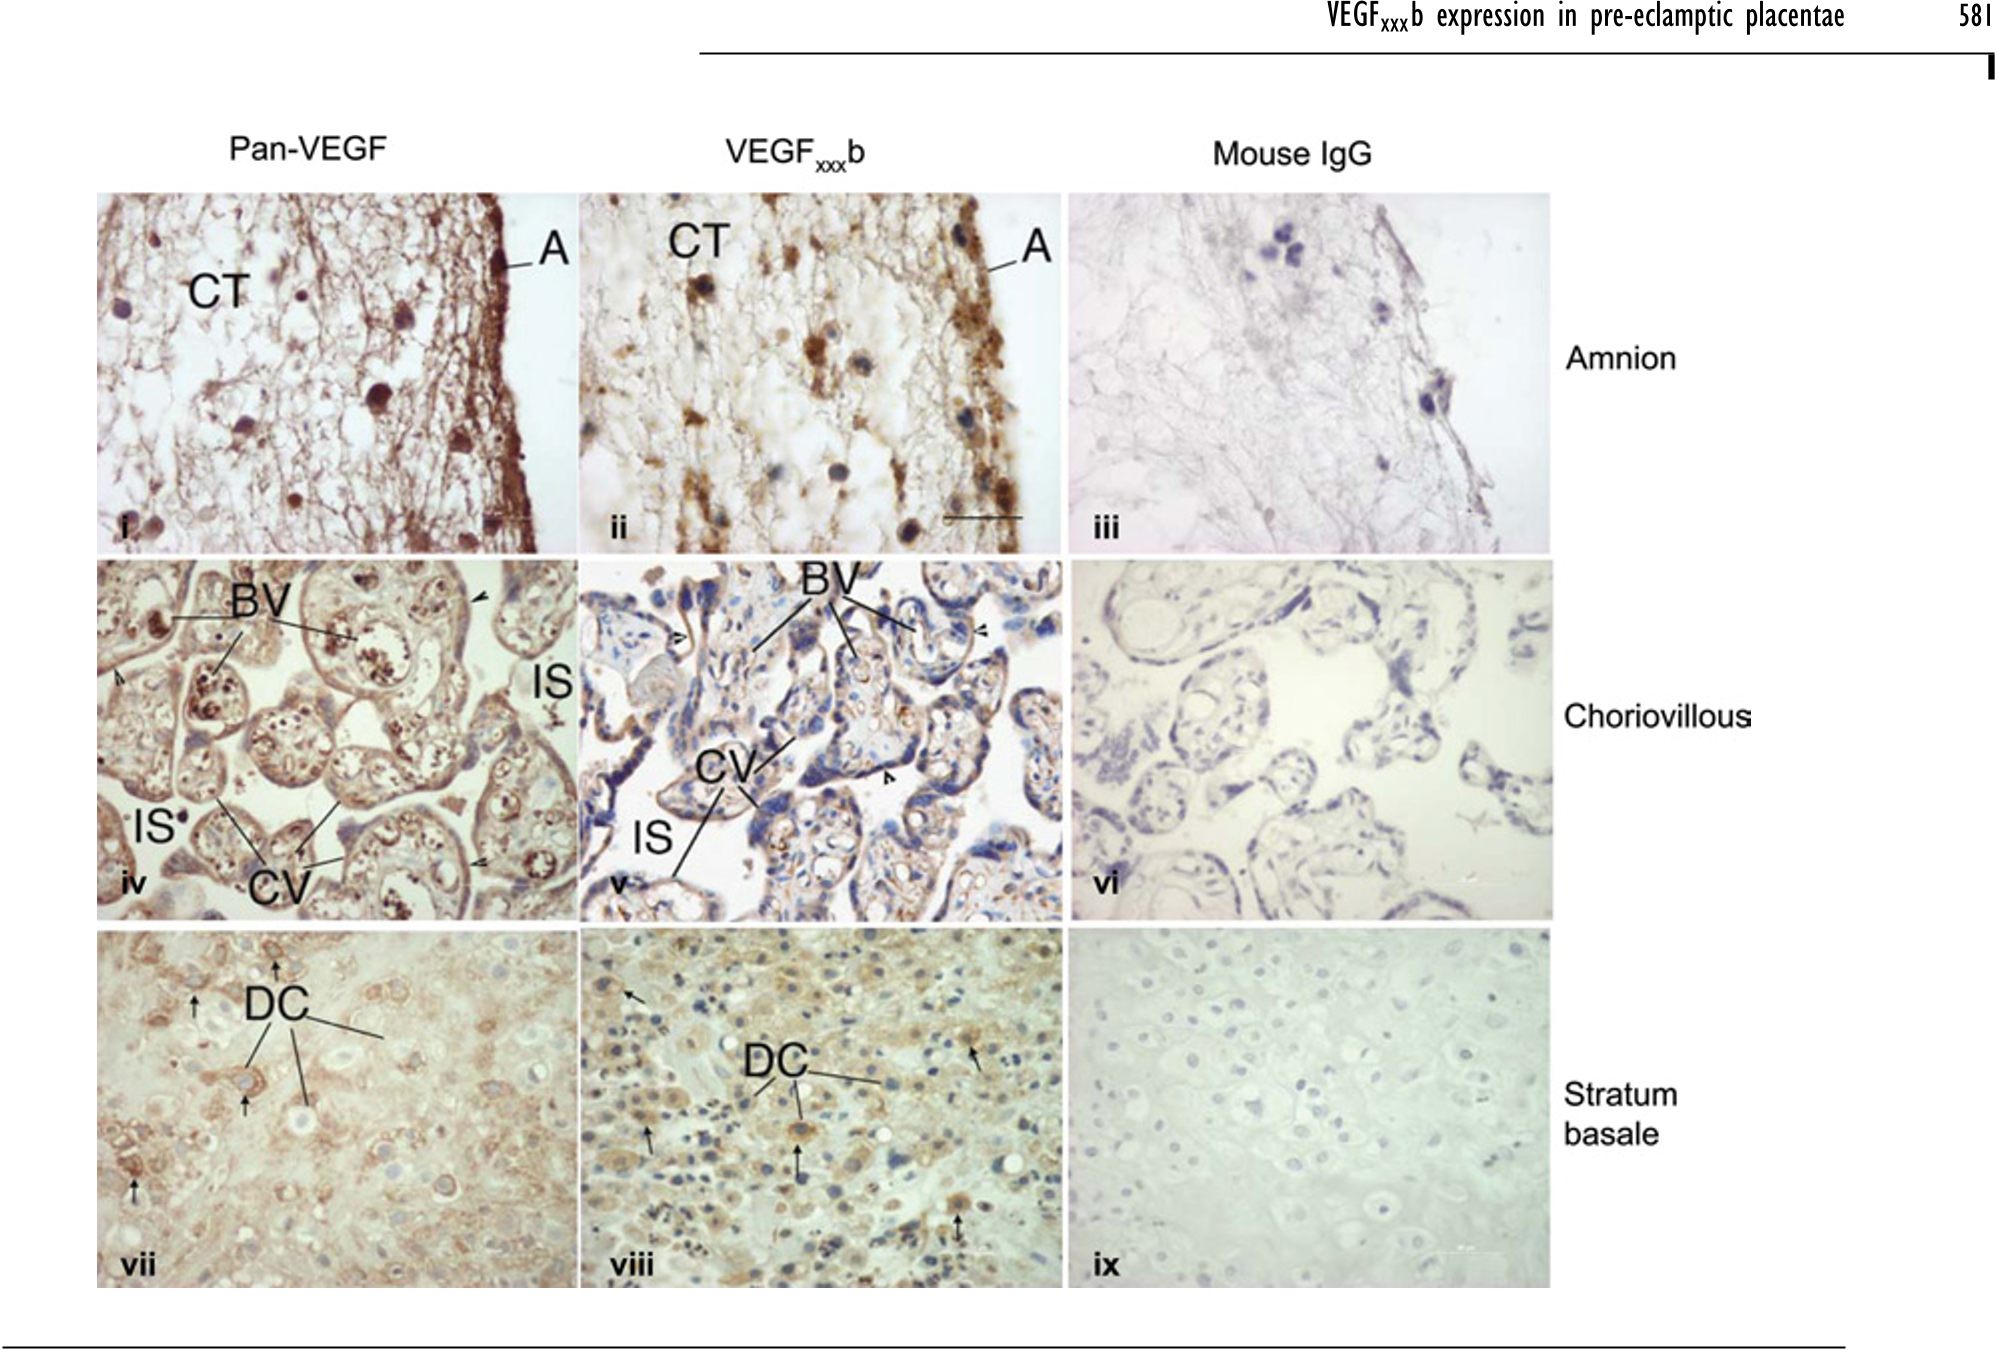 VEGFxxxb expression in pre-eclamptic placentae 581
Pan-VEGF VEGFxxxb Mouse IgG
CT A CT A
Amnion
i ii iii
BV BV
IS
Choriovillous
CV
IS IS
CV
iv v vi
DC
DC
Stratum
basale
vii viii ix